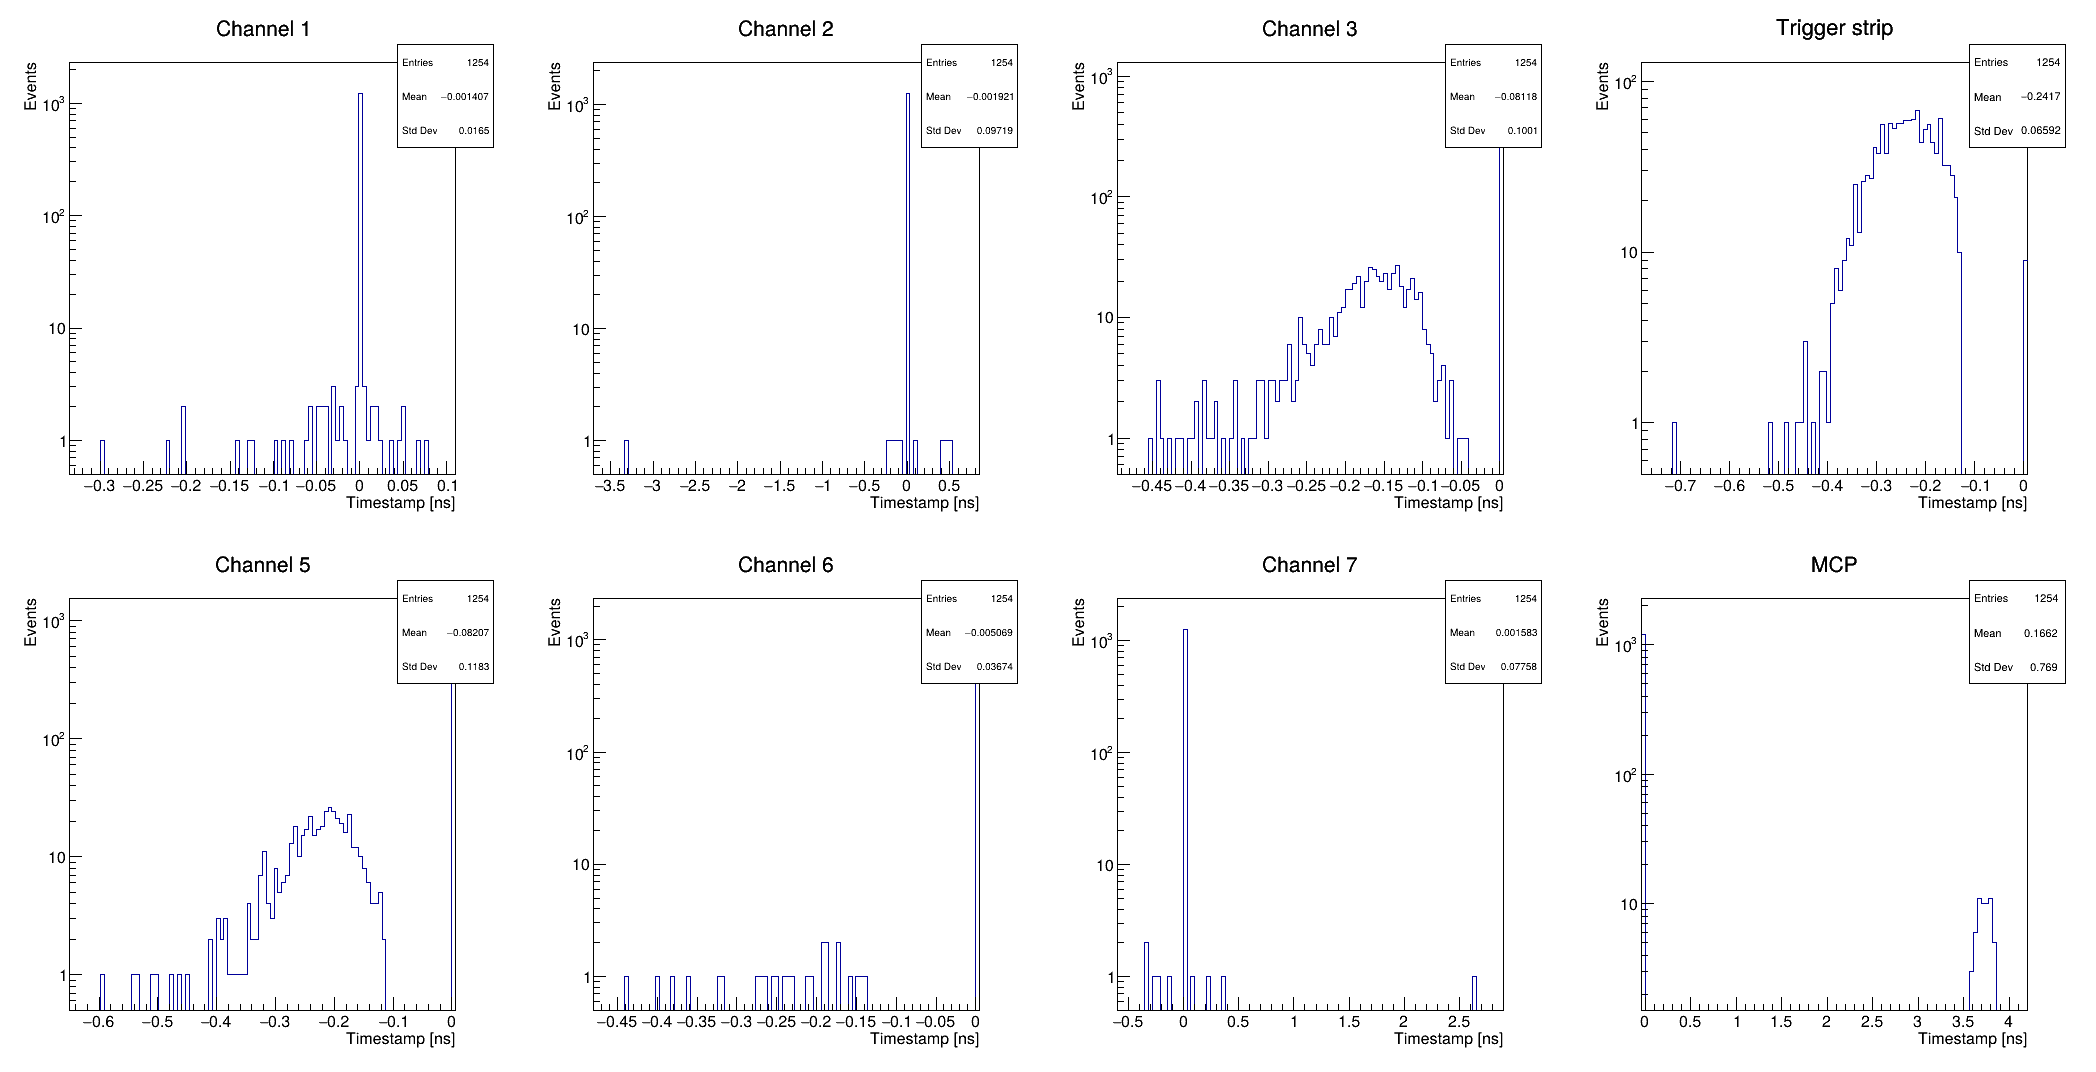 Channel 1
Entries 1254
Mean −0.001407
Std Dev 0.0165
Events
10³
10²
10
1
−0.3 −0.25 −0.2 −0.15 −0.1 −0.05 0 0.05 0.1
Timestamp [ns]
Channel 2
Entries 1254
Mean −0.001921
Std Dev 0.09719
Events
10³
10²
10
1
−3.5 −3 −2.5 −2 −1.5 −1 −0.5 0 0.5
Timestamp [ns]
Channel 3
Entries 1254
Mean −0.08118
Std Dev 0.1001
Events
10³
10²
10
1
−0.45 −0.4 −0.35 −0.3 −0.25 −0.2 −0.15 −0.1 −0.05 0
Timestamp [ns]
Trigger strip
Entries 1254
Mean −0.2417
Std Dev 0.06592
Events
10²
10
1
−0.7 −0.6 −0.5 −0.4 −0.3 −0.2 −0.1 0
Timestamp [ns]
Channel 5
Entries 1254
Mean −0.08207
Std Dev 0.1183
Events
10³
10²
10
1
−0.6 −0.5 −0.4 −0.3 −0.2 −0.1 0
Timestamp [ns]
Channel 6
Entries 1254
Mean −0.005069
Std Dev 0.03674
Events
10³
10²
10
1
−0.45 −0.4 −0.35 −0.3 −0.25 −0.2 −0.15 −0.1 −0.05 0
Timestamp [ns]
Channel 7
Entries 1254
Mean 0.001583
Std Dev 0.07758
Events
10³
10²
10
1
−0.5 0 0.5 1 1.5 2 2.5
Timestamp [ns]
MCP
Entries 1254
Mean 0.1662
Std Dev 0.769
Events
10³
10²
10
0 0.5 1 1.5 2 2.5 3 3.5 4
Timestamp [ns]